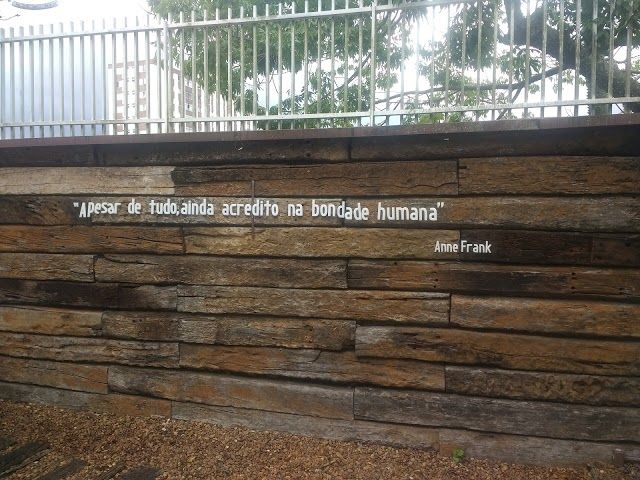 "Apesar de tudo,ainda acredito na bondade humana"
Anne Frank